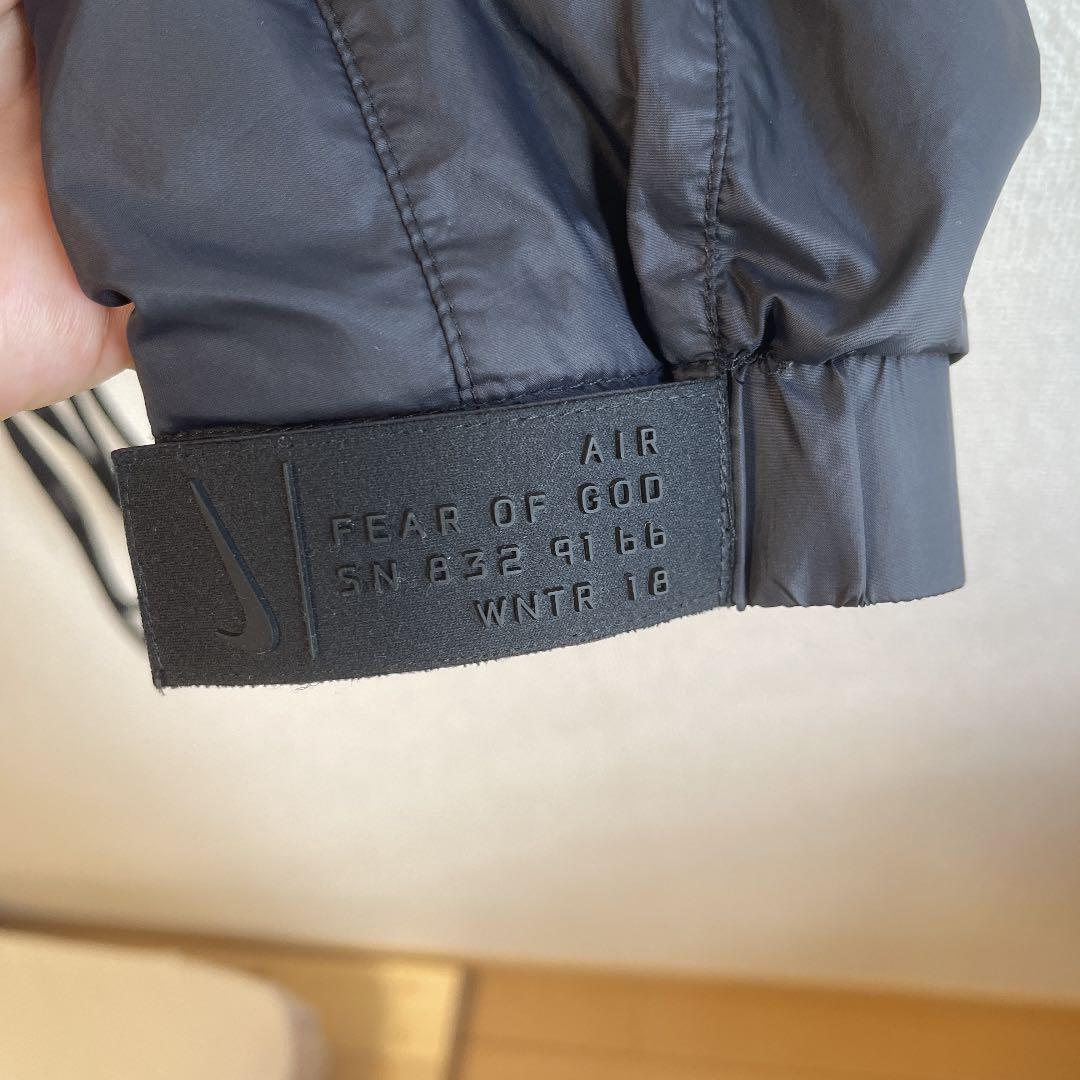 AIR
FEAR OF GOD
SN 832 91 66
WNTR 18